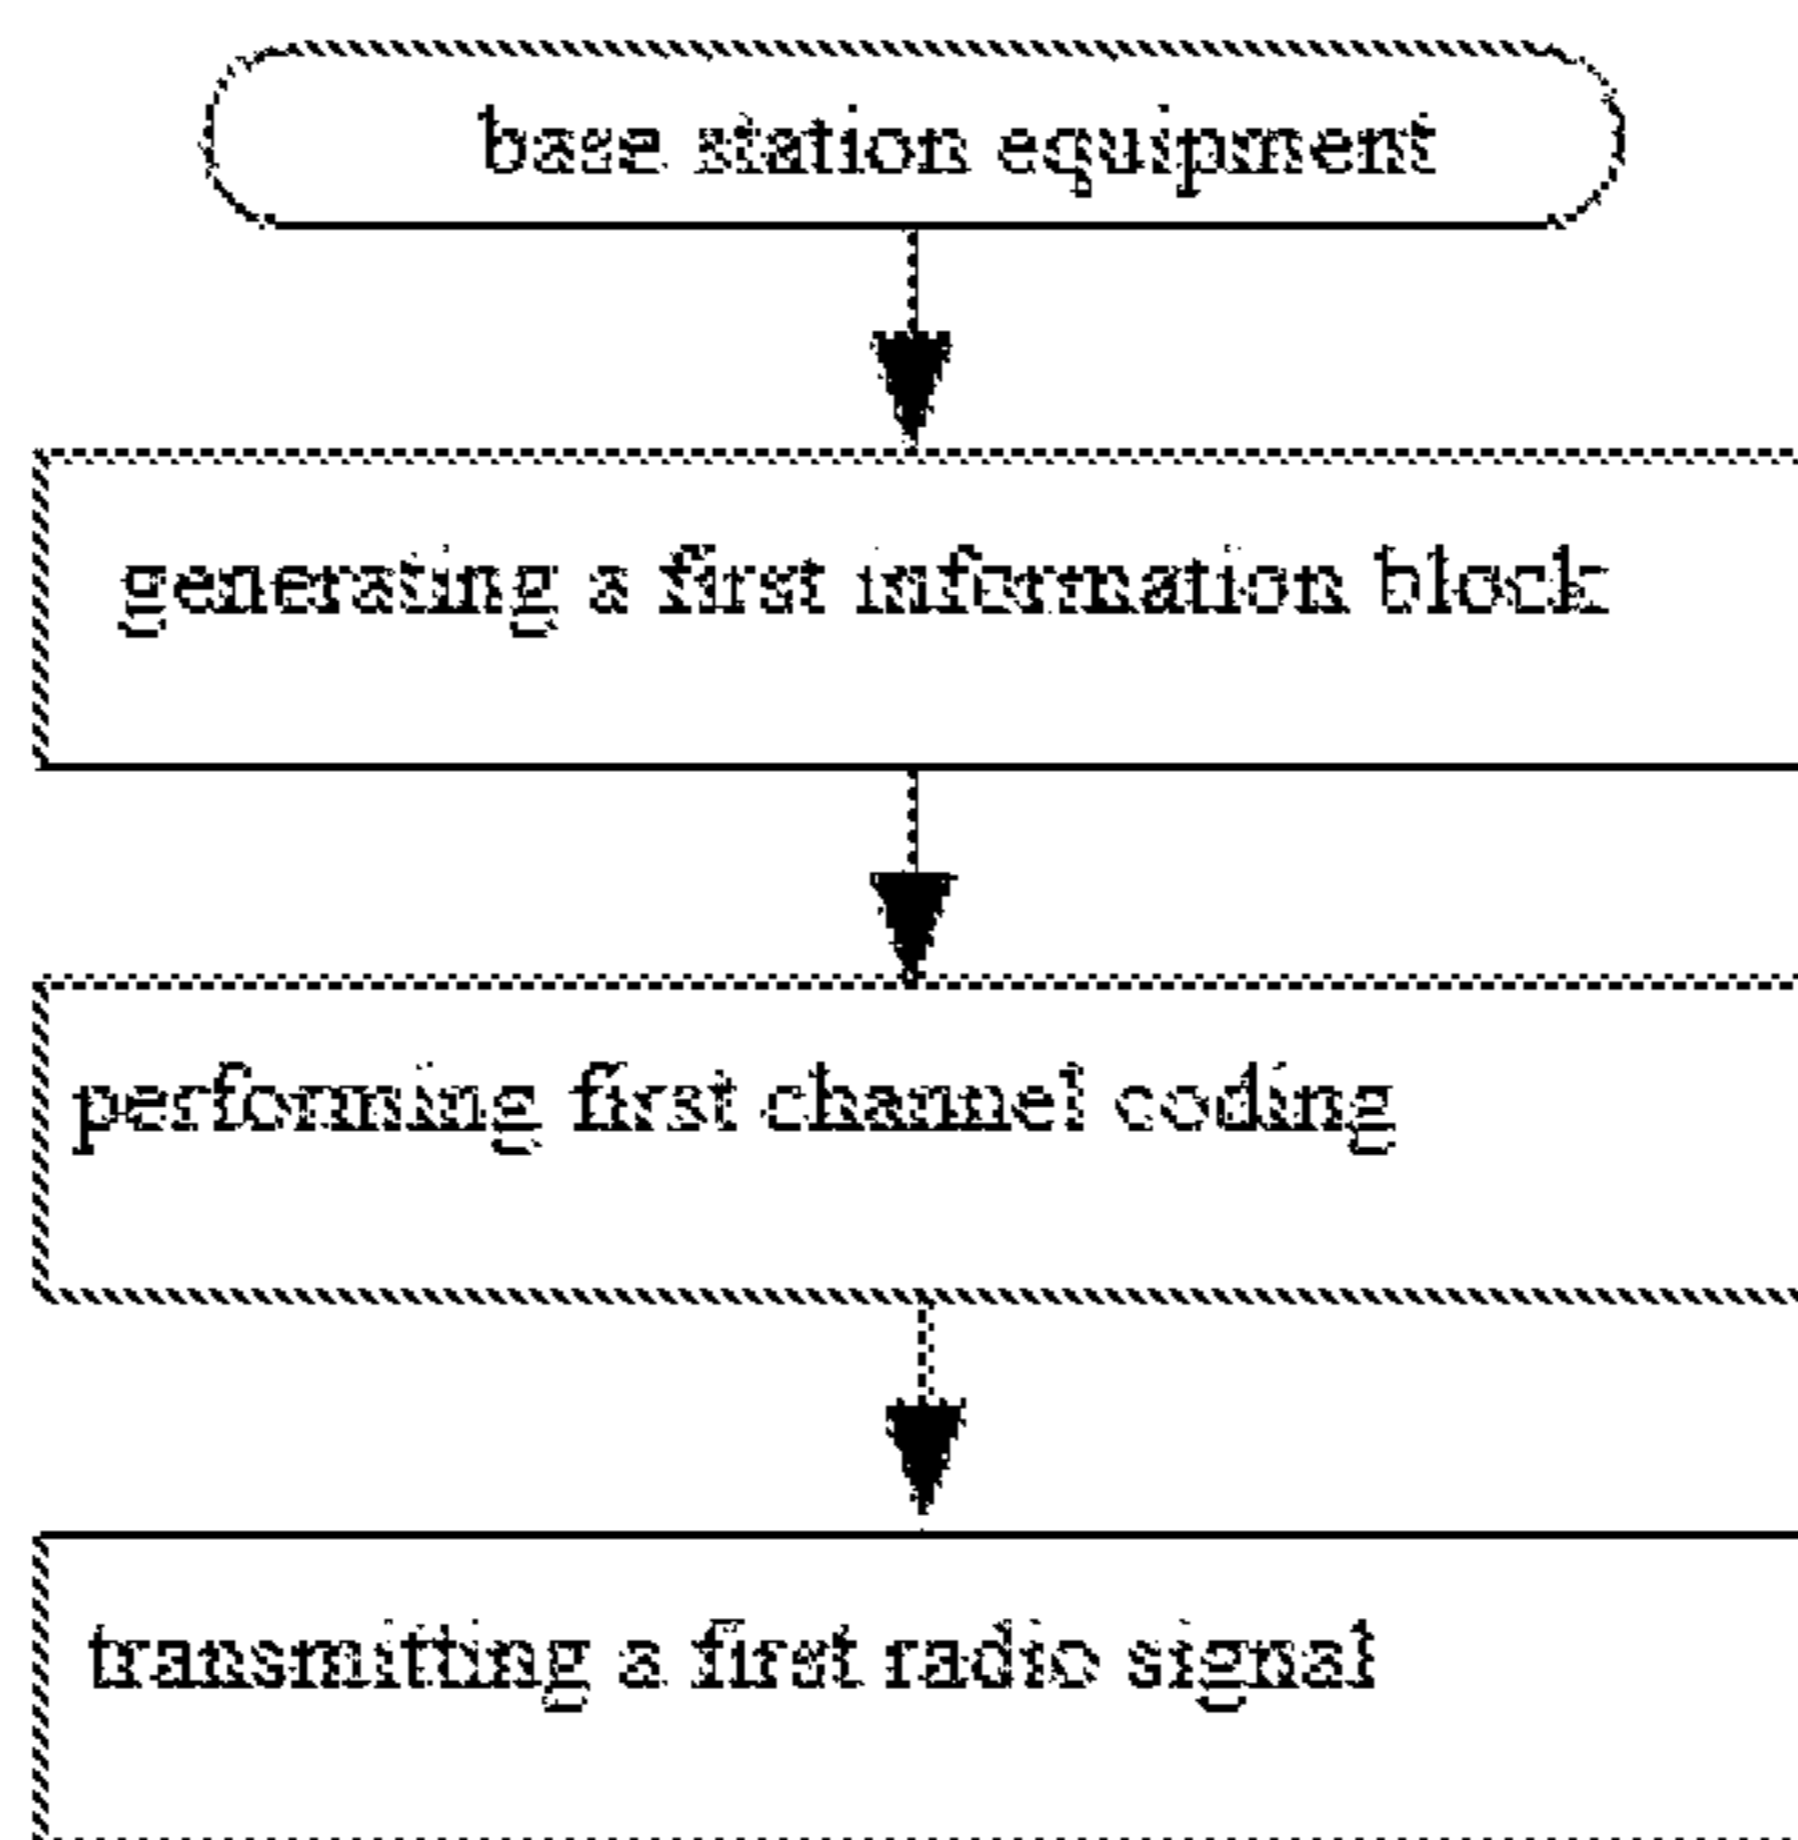 base station equipment
generating a first information block
performing first channel coding
transmitting a first radio signal